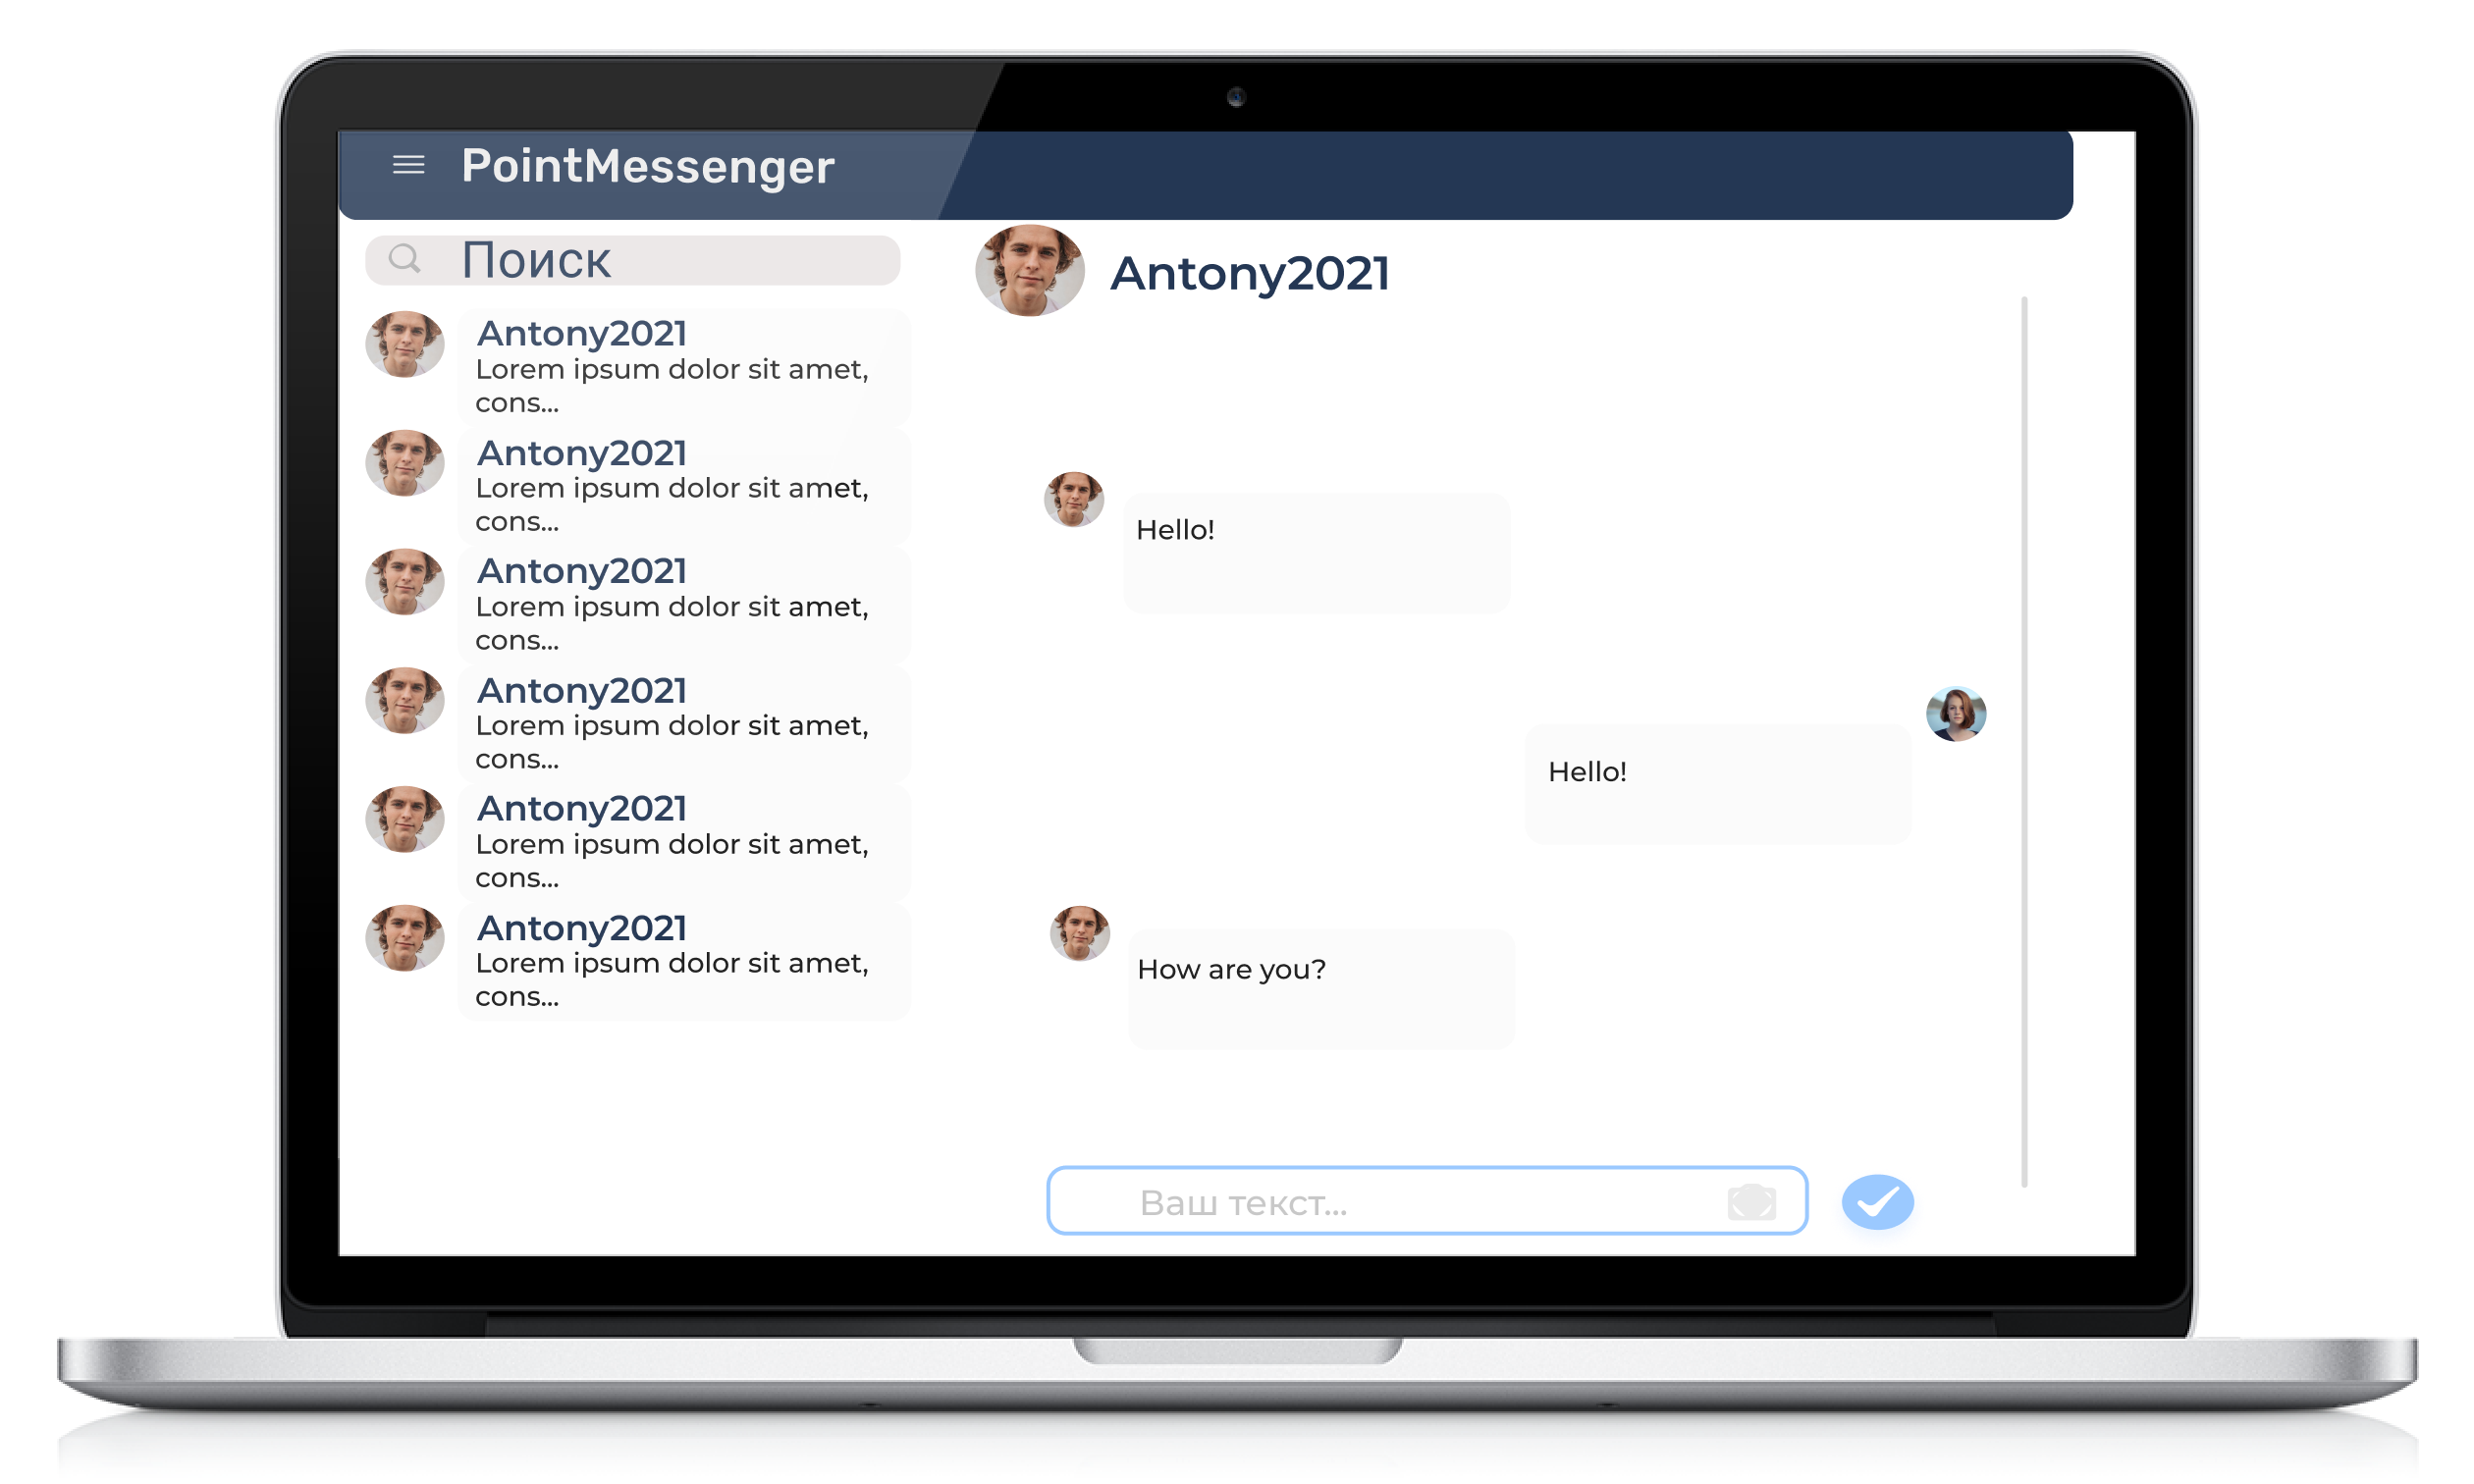 PointMessenger
Поиск
Antony2021
Lorem ipsum dolor sit amet,
cons...
Antony2021
Lorem ipsum dolor sit amet,
cons...
Antony2021
Lorem ipsum dolor sit amet,
cons...
Antony2021
Lorem ipsum dolor sit amet,
cons...
Antony2021
Lorem ipsum dolor sit amet,
cons...
Antony2021
Lorem ipsum dolor sit amet,
cons...
Antony2021
Hello!
Hello!
How are you?
Ваш текст...